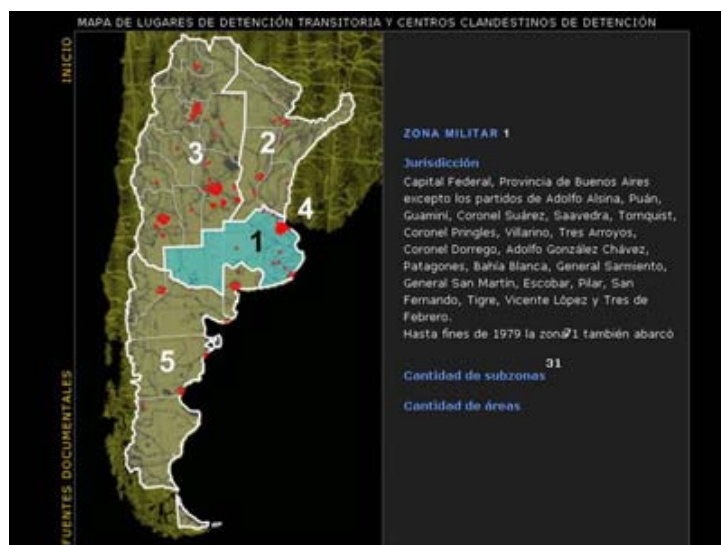 MAPA DE LUGARES DE DETENCIÓN TRANSITORIA Y CENTROS CLANDESTINOS DE DETENCIÓN
INICIO
FUENTES DOCUMENTALES
3
2
4
1
5
ZONA MILITAR 1
Jurisdicción
Capital Federal, Provincia de Buenos Aires
excepto los partidos de Adolfo Alsina, Puán,
Guaminí, Coronel Suárez, Saavedra, Tornquist,
Coronel Pringles, Villarino, Tres Arroyos,
Coronel Dorrego, Adolfo González Chávez,
Patagones, Bahía Blanca, General Sarmiento,
General San Martín, Escobar, Pilar, San
Fernando, Tigre, Vicente López y Tres de
Febrero.
Hasta fines de 1979 la zona 1 también abarcó
7
31
Cantidad de subzonas
Cantidad de áreas